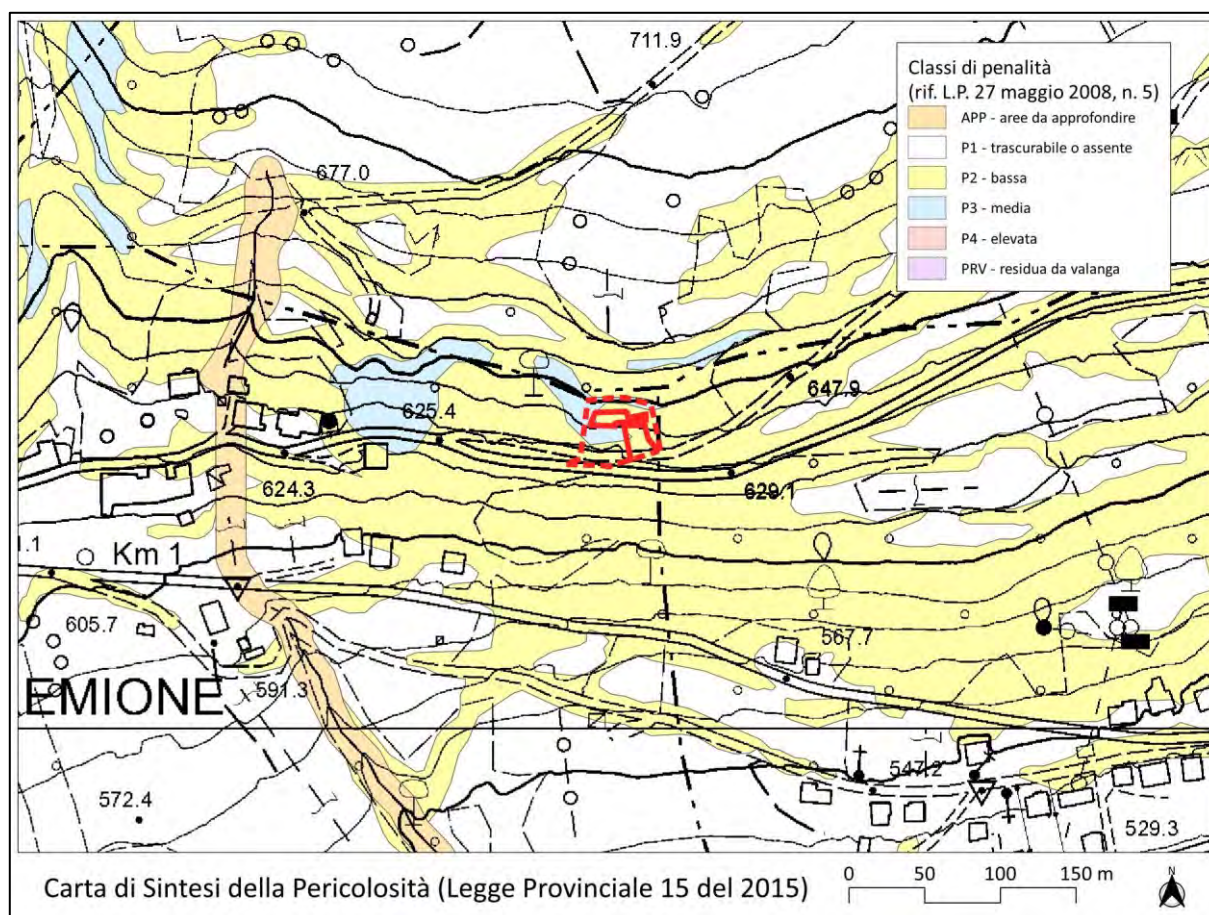 711.9
Classi di penalità
(rif. L.P. 27 maggio 2008, n. 5)
APP - aree da approfondire
P1 - trascurabile o assente
P2 - bassa
P3 - media
P4 - elevata
PRV - residua da valanga
677.0
647.9
625.4
624.3
629.1
1.1
Km 1
605.7
567.7
591.3
EMIONE
547.2
572.4
529.3
Carta di Sintesi della Pericolosità (Legge Provinciale 15 del 2015)
0 50 100 150 m
N